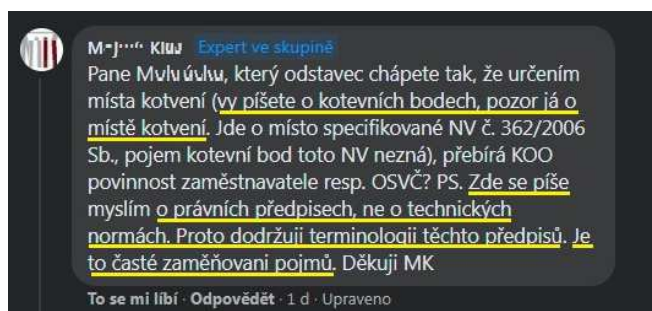 Expert ve skupině
Pane který odstavec chápete tak, že určením
místa kotvení (vy píšete o kotevních bodech, pozor já o
místě kotvení. Jde o místo specifikované NV č. 362/2006
Sb., pojem kotevní bod toto NV nezná), přebírá KOO
povinnost zaměstnavatele resp. OSVČ? PS. Zde se píše
myslím o právních předpisech, ne o technických
normách. Proto dodržuji terminologii těchto předpisů. Je
to časté zaměňovani pojmů. Děkuji MK
To se mi líbí · Odpovědět · 1 d · Upraveno